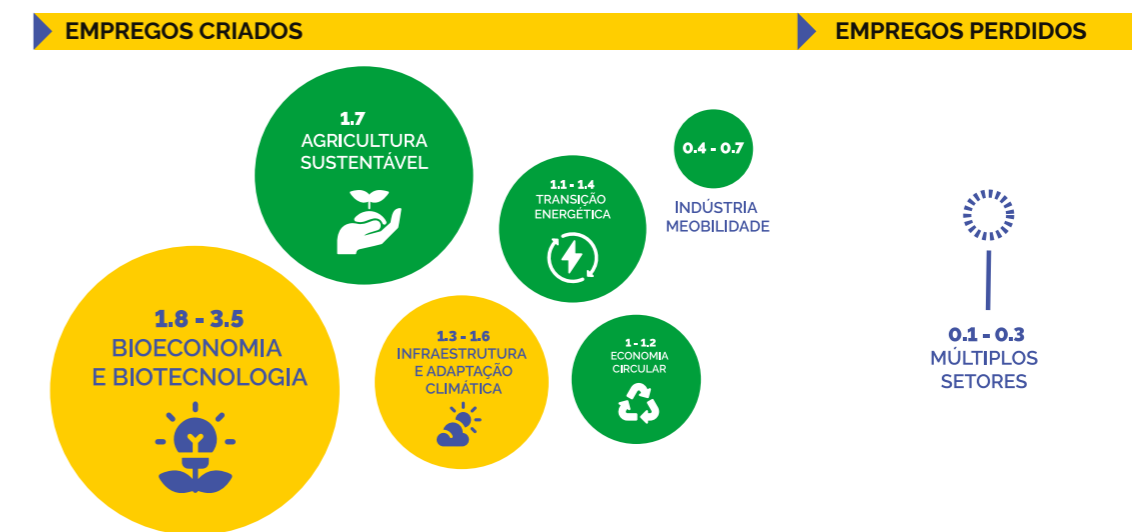 EMPREGOS CRIADOS
EMPREGOS PERDIDOS
1.7
AGRICULTURA
SUSTENTÁVEL
1.1 - 1.4
TRANSIÇÃO
ENERGÉTICA
0.4 - 0.7
INDÚSTRIA
MEOBILIDADE
1.8 - 3.5
BIOECONOMIA
E BIOTECNOLOGIA
1.3 - 1.6
INFRAESTRUTURA
E ADAPTAÇÃO
CLIMÁTICA
1 - 1.2
ECONOMIA
CIRCULAR
0.1 - 0.3
MÚLTIPLOS
SETORES